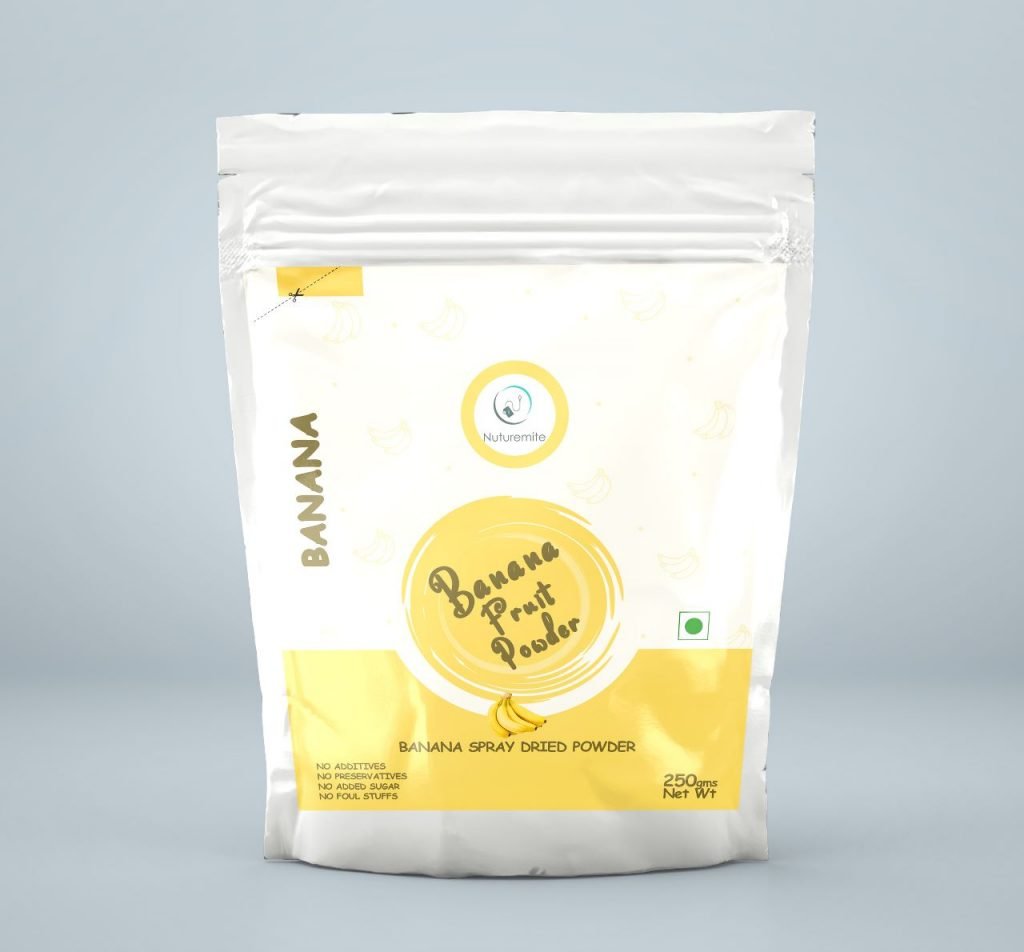 Nuturemite
BANANA
Banana
Fruit
Powder
BANANA SPRAY DRIED POWDER
NO ADDITIVES
NO PRESERVATIVES
NO ADDED SUGAR
NO FOUL STUFFS
250gms
Net Wt